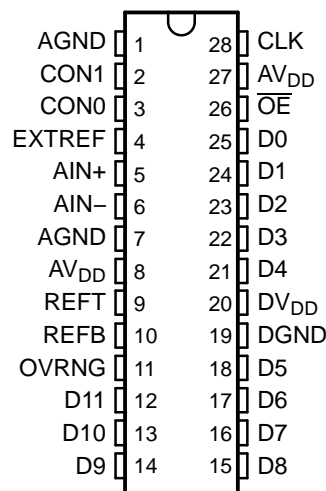 AGND 1 28 CLK
CON1 2 27 AVDD
CON0 3 26 OE
EXTREF 4 25 D0
AIN+ 5 24 D1
AIN– 6 23 D2
AGND 7 22 D3
AVDD 8 21 D4
REFT 9 20 DVDD
REFB 10 19 DGND
OVRNG 11 18 D5
D11 12 17 D6
D10 13 16 D7
D9 14 15 D8